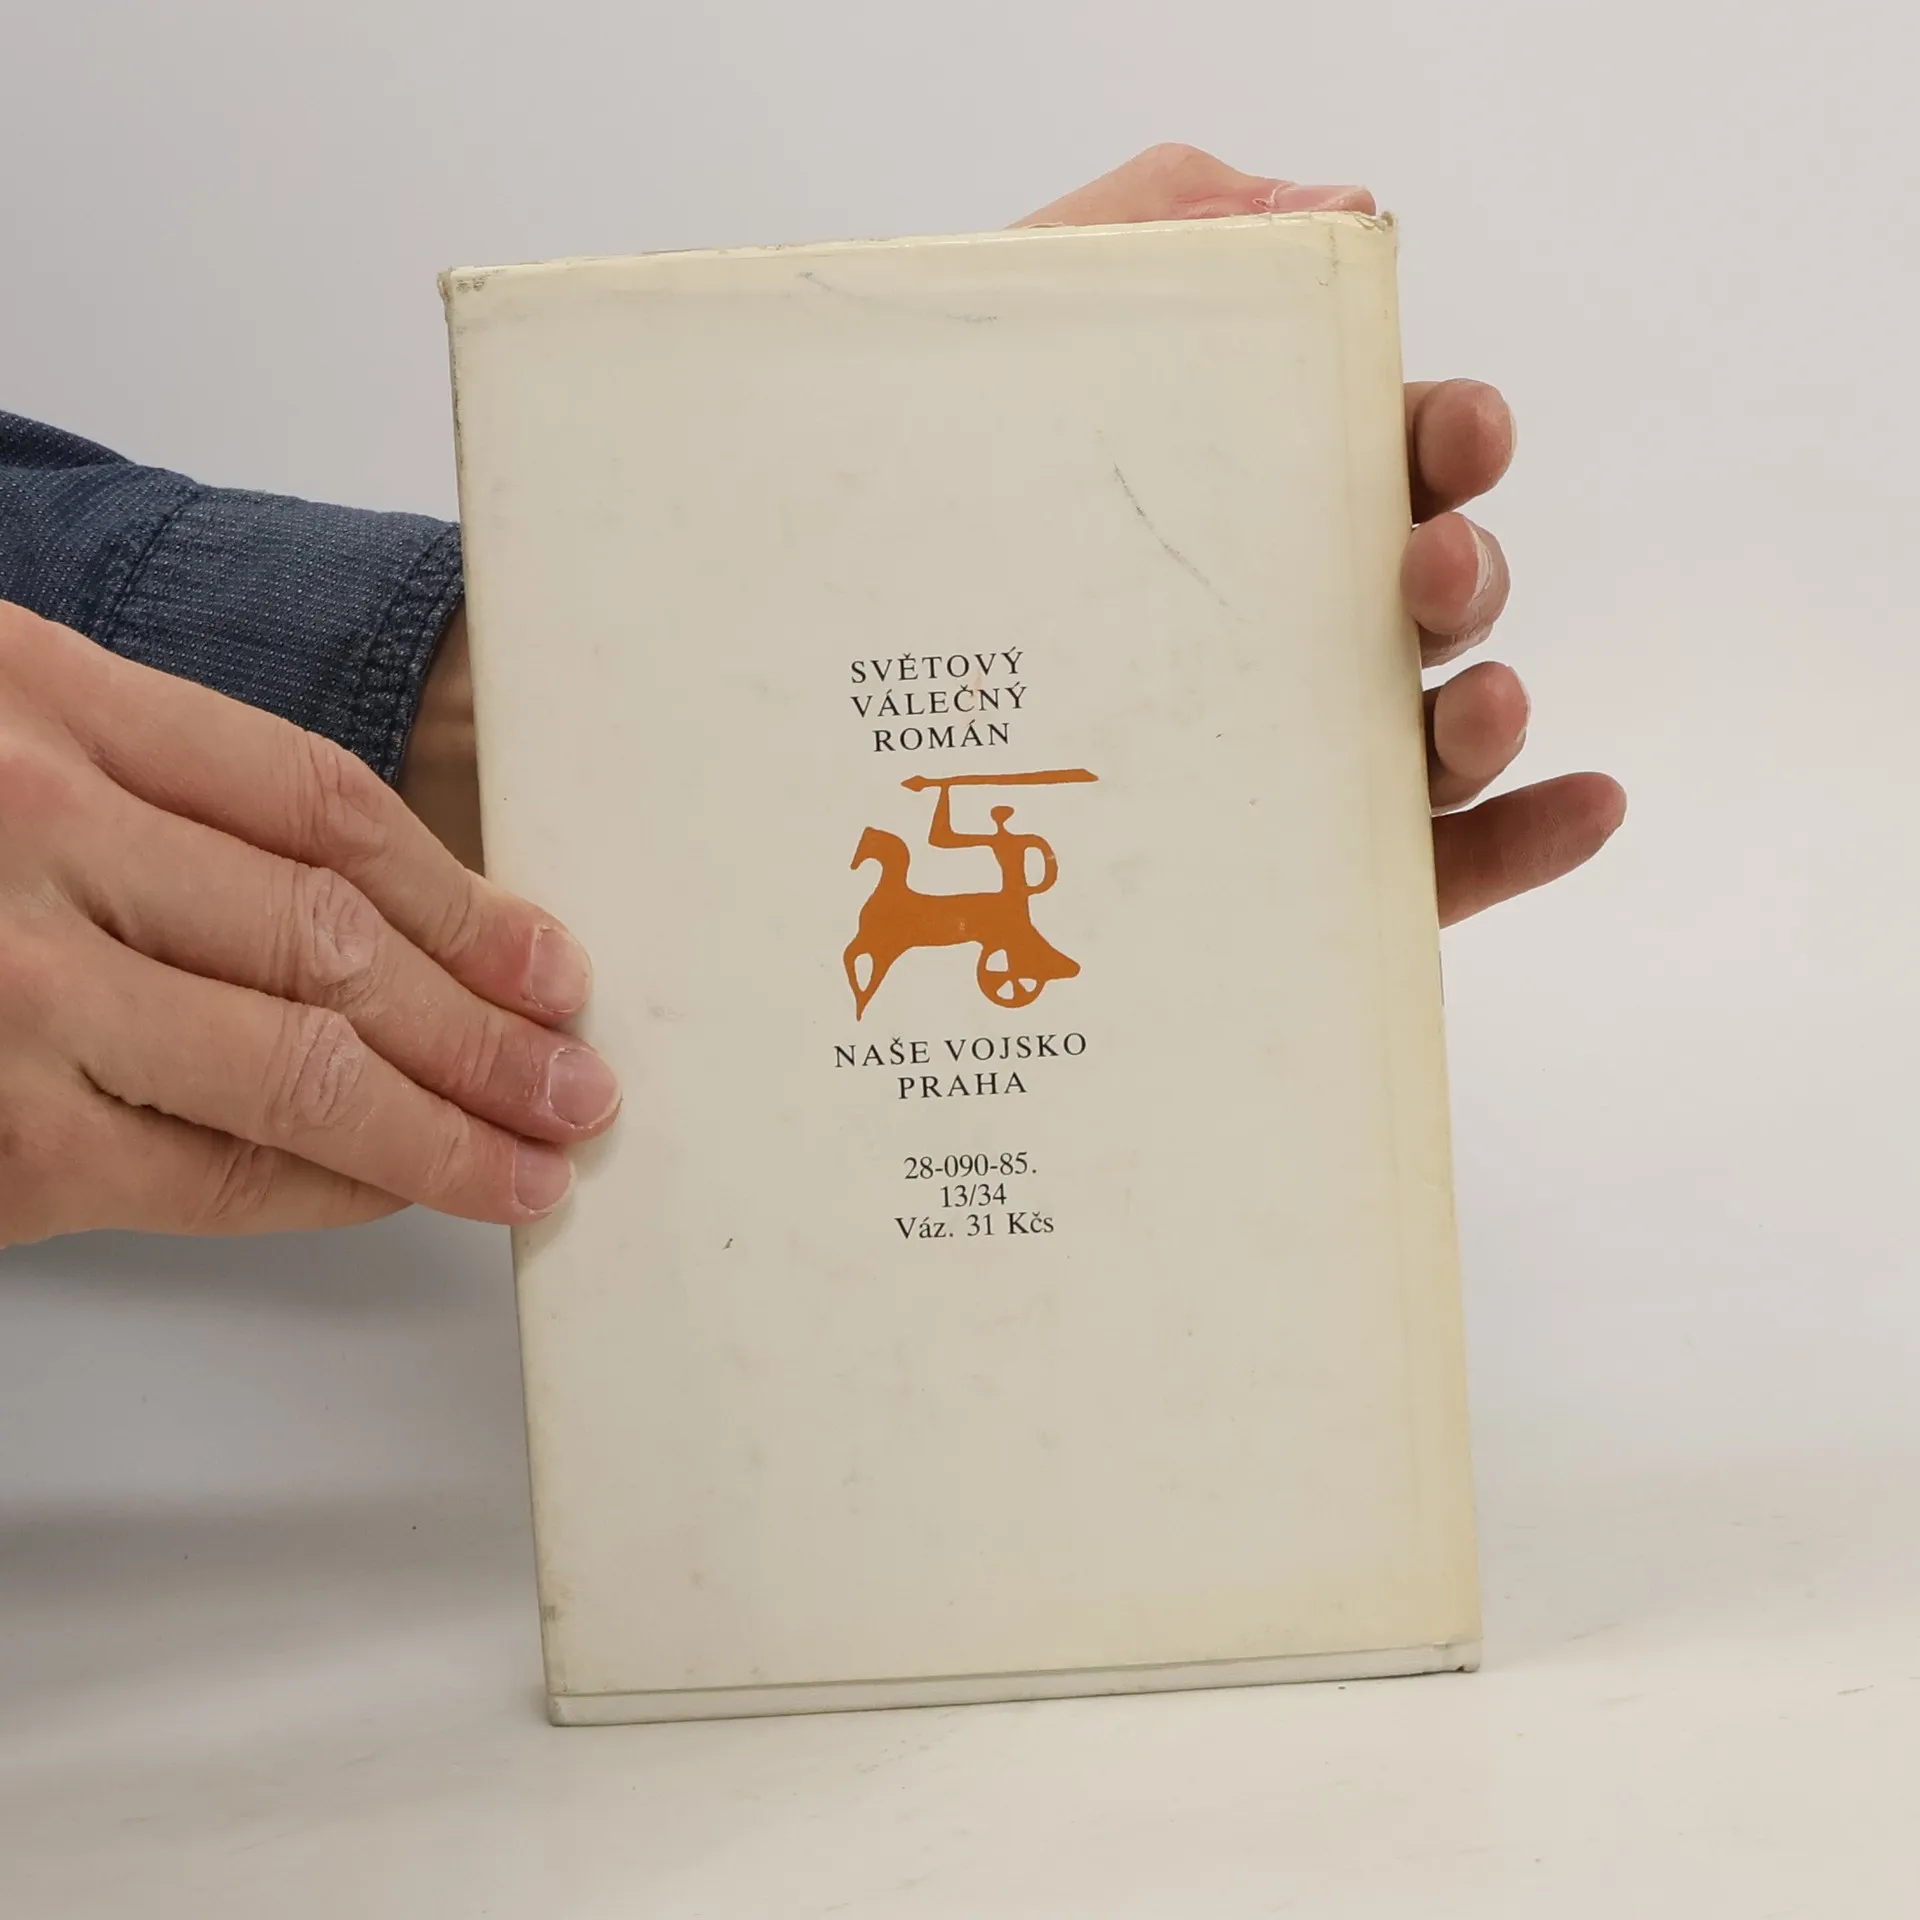 SVĚTOVÝ
VÁLEČNÝ
ROMÁN
NAŠE VOJSKO
PRAHA
28-090-85.
13/34
Váz. 31 Kčs